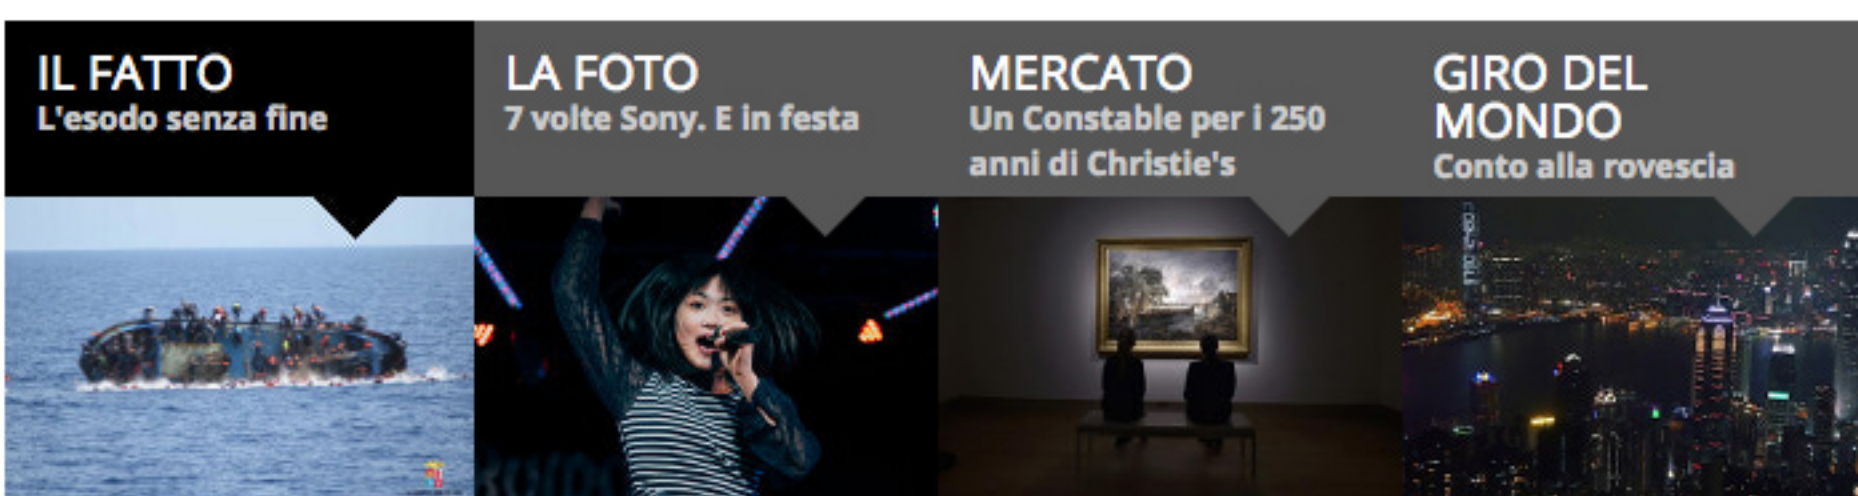 IL FATTO
L'esodo senza fine
LA FOTO
7 volte Sony. E in festa
MERCATO
Un Constable per i 250
anni di Christie's
GIRO DEL
MONDO
Conto alla rovescia